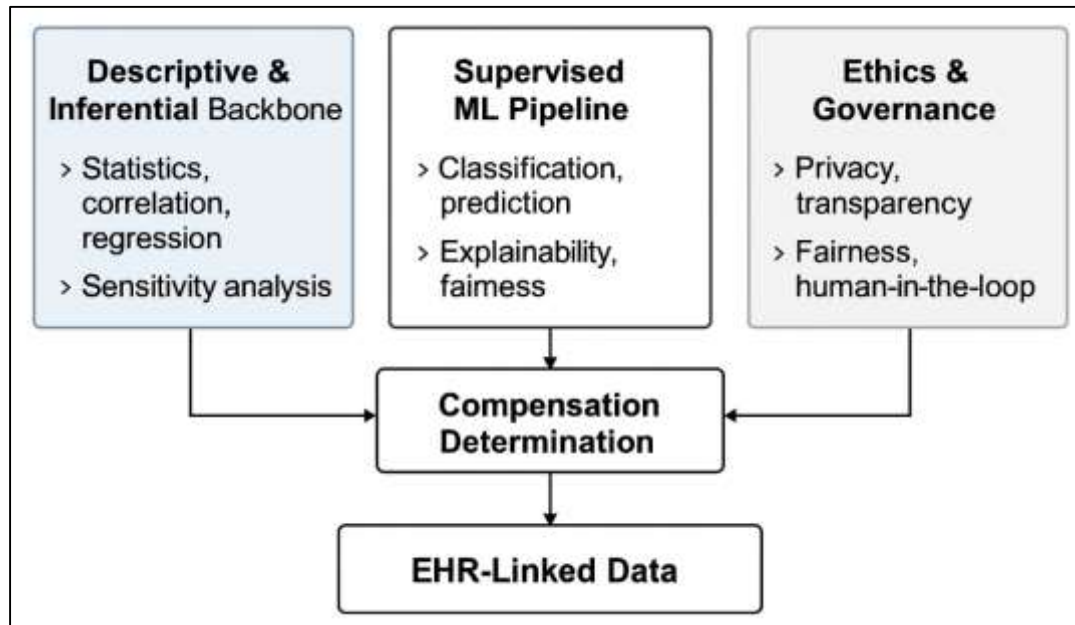 Descriptive &
Inferential Backbone
> Statistics,
correlation,
regression
> Sensitivity analysis
Supervised
ML Pipeline
> Classification,
prediction
> Explainability,
fairness
Ethics &
Governance
> Privacy,
transparency
> Fairness,
human-in-the-loop
Compensation
Determination
EHR-Linked Data